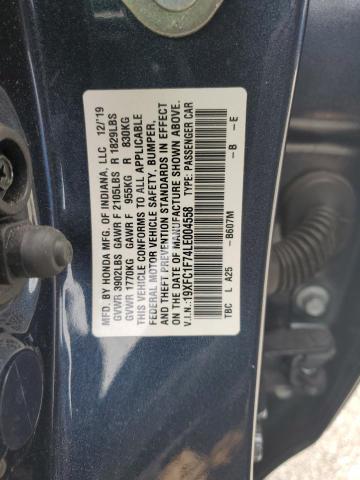 MFD. BY HONDA MFG. OF INDIANA, LLC 12/'19
GVWR 3902LBS GAWR F 2105LBS R 1829LBS
GVWR 1770KG GAWR F 955KG R 830KG
THIS VEHICLE CONFORMS TO ALL APPLICABLE
FEDERAL MOTOR VEHICLE SAFETY, BUMPER,
AND THEFT PREVENTION STANDARDS IN EFFECT
ON THE DATE OF MANUFACTURE SHOWN ABOVE.
V.I.N.:19XFC1F74LE004558 TYPE: PASSENGER CAR
-B607M -B -E
TBC L A25